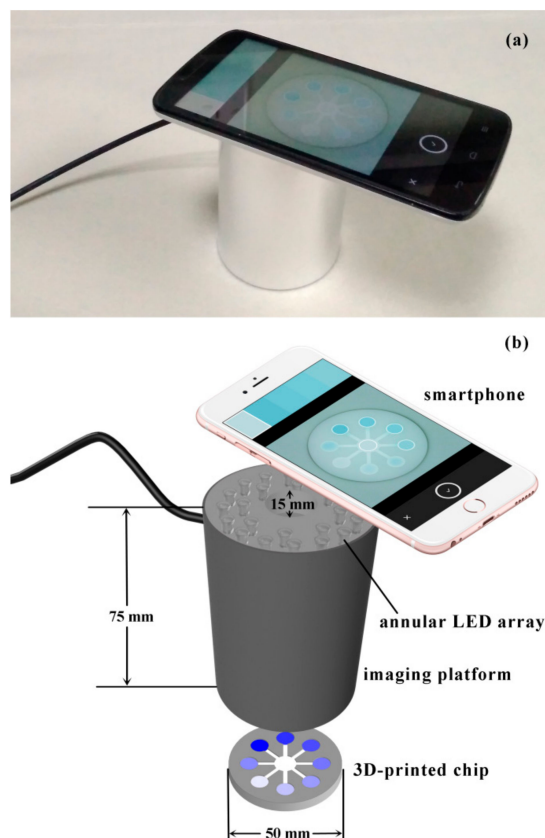 (a)
(b)
smartphone
15 mm
75 mm
annular LED array
imaging platform
3D-printed chip
50 mm